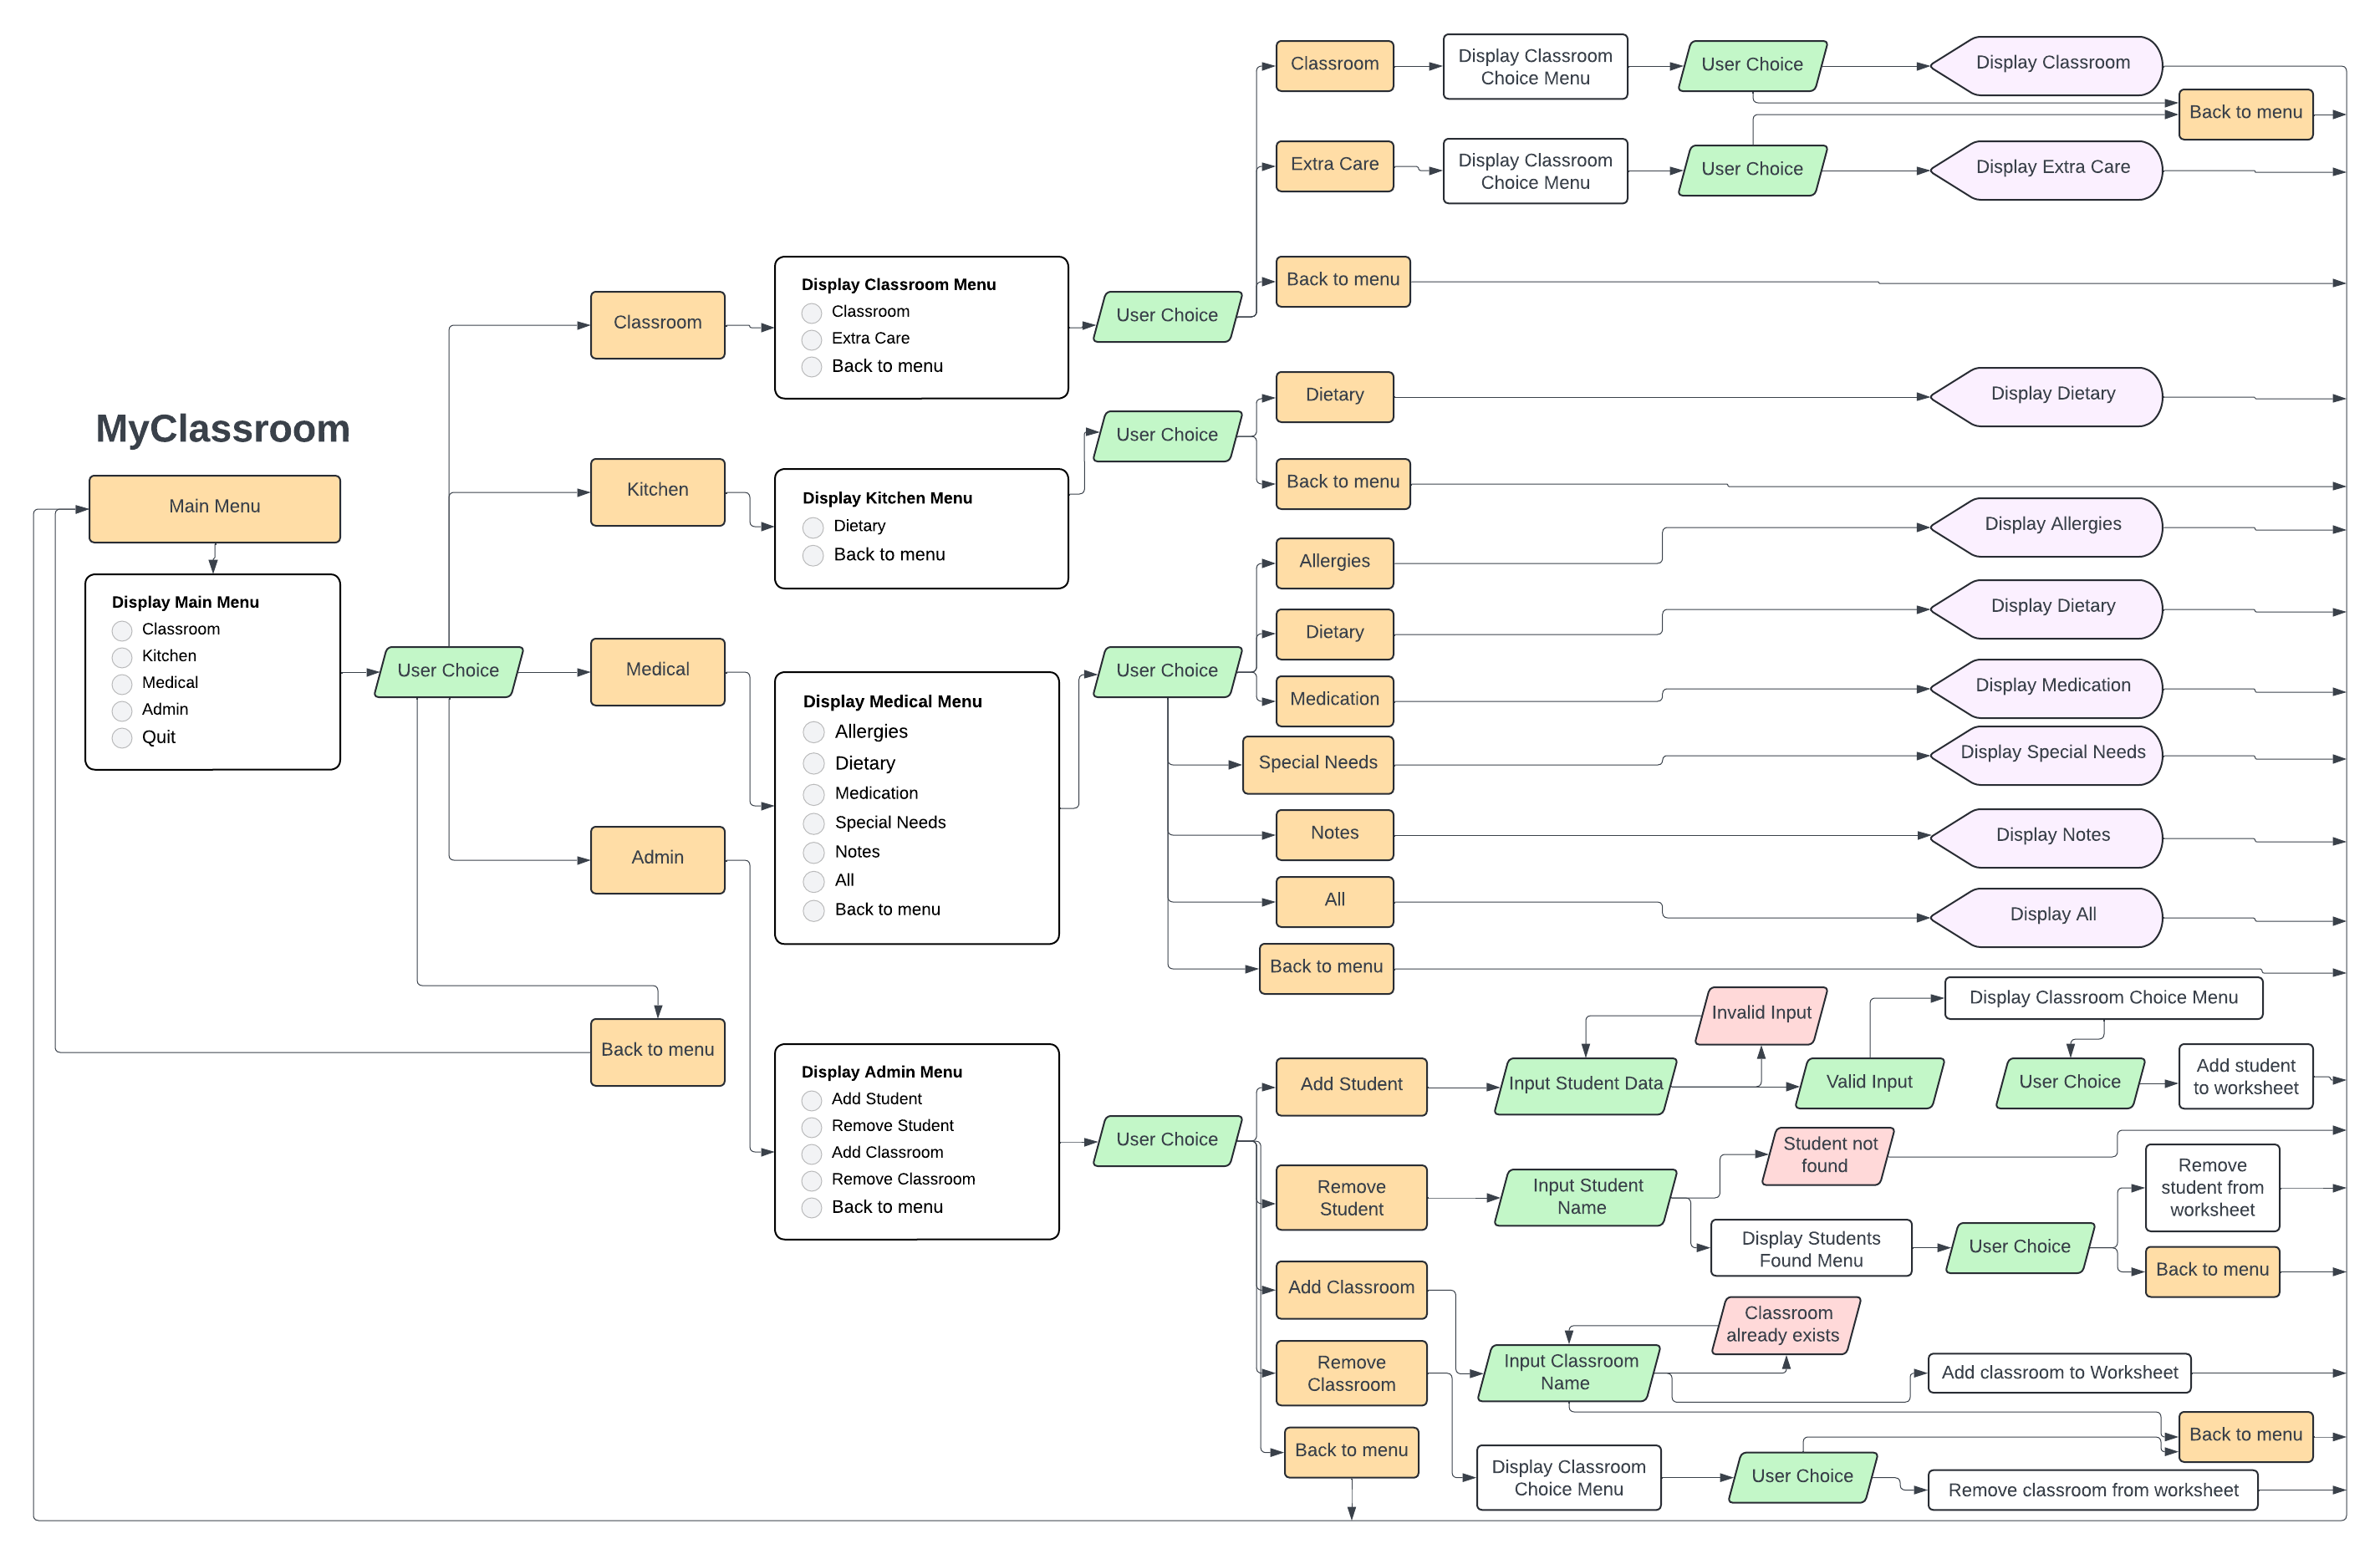 MyClassroom
Main Menu
Display Main Menu
Classroom
Kitchen
Medical
Admin
Quit
User Choice
Classroom
Kitchen
Medical
Admin
Back to menu
Display Classroom Menu
Classroom
Extra Care
Back to menu
Display Kitchen Menu
Dietary
Back to menu
Display Medical Menu
Allergies
Dietary
Medication
Special Needs
Notes
All
Back to menu
Display Admin Menu
Add Student
Remove Student
Add Classroom
Remove Classroom
Back to menu
User Choice
Classroom
Display Classroom
Choice Menu
User Choice
Display Classroom
Back to menu
Extra Care
Display Classroom
Choice Menu
User Choice
Display Extra Care
Back to menu
User Choice
Dietary
Display Dietary
Back to menu
User Choice
Allergies
Display Allergies
Dietary
Display Dietary
Medication
Display Medication
Special Needs
Display Special Needs
Notes
Display Notes
All
Display All
Back to menu
User Choice
Add Student
Input Student Data
Invalid Input
Valid Input
Display Classroom Choice Menu
User Choice
Add student
to worksheet
Remove
Student
Input Student
Name
Student not
found
Display Students
Found Menu
User Choice
Remove
student from
worksheet
Back to menu
Add Classroom
Input Classroom
Name
Classroom
already exists
Add classroom to Worksheet
Back to menu
Remove
Classroom
Display Classroom
Choice Menu
User Choice
Remove classroom from worksheet
Back to menu